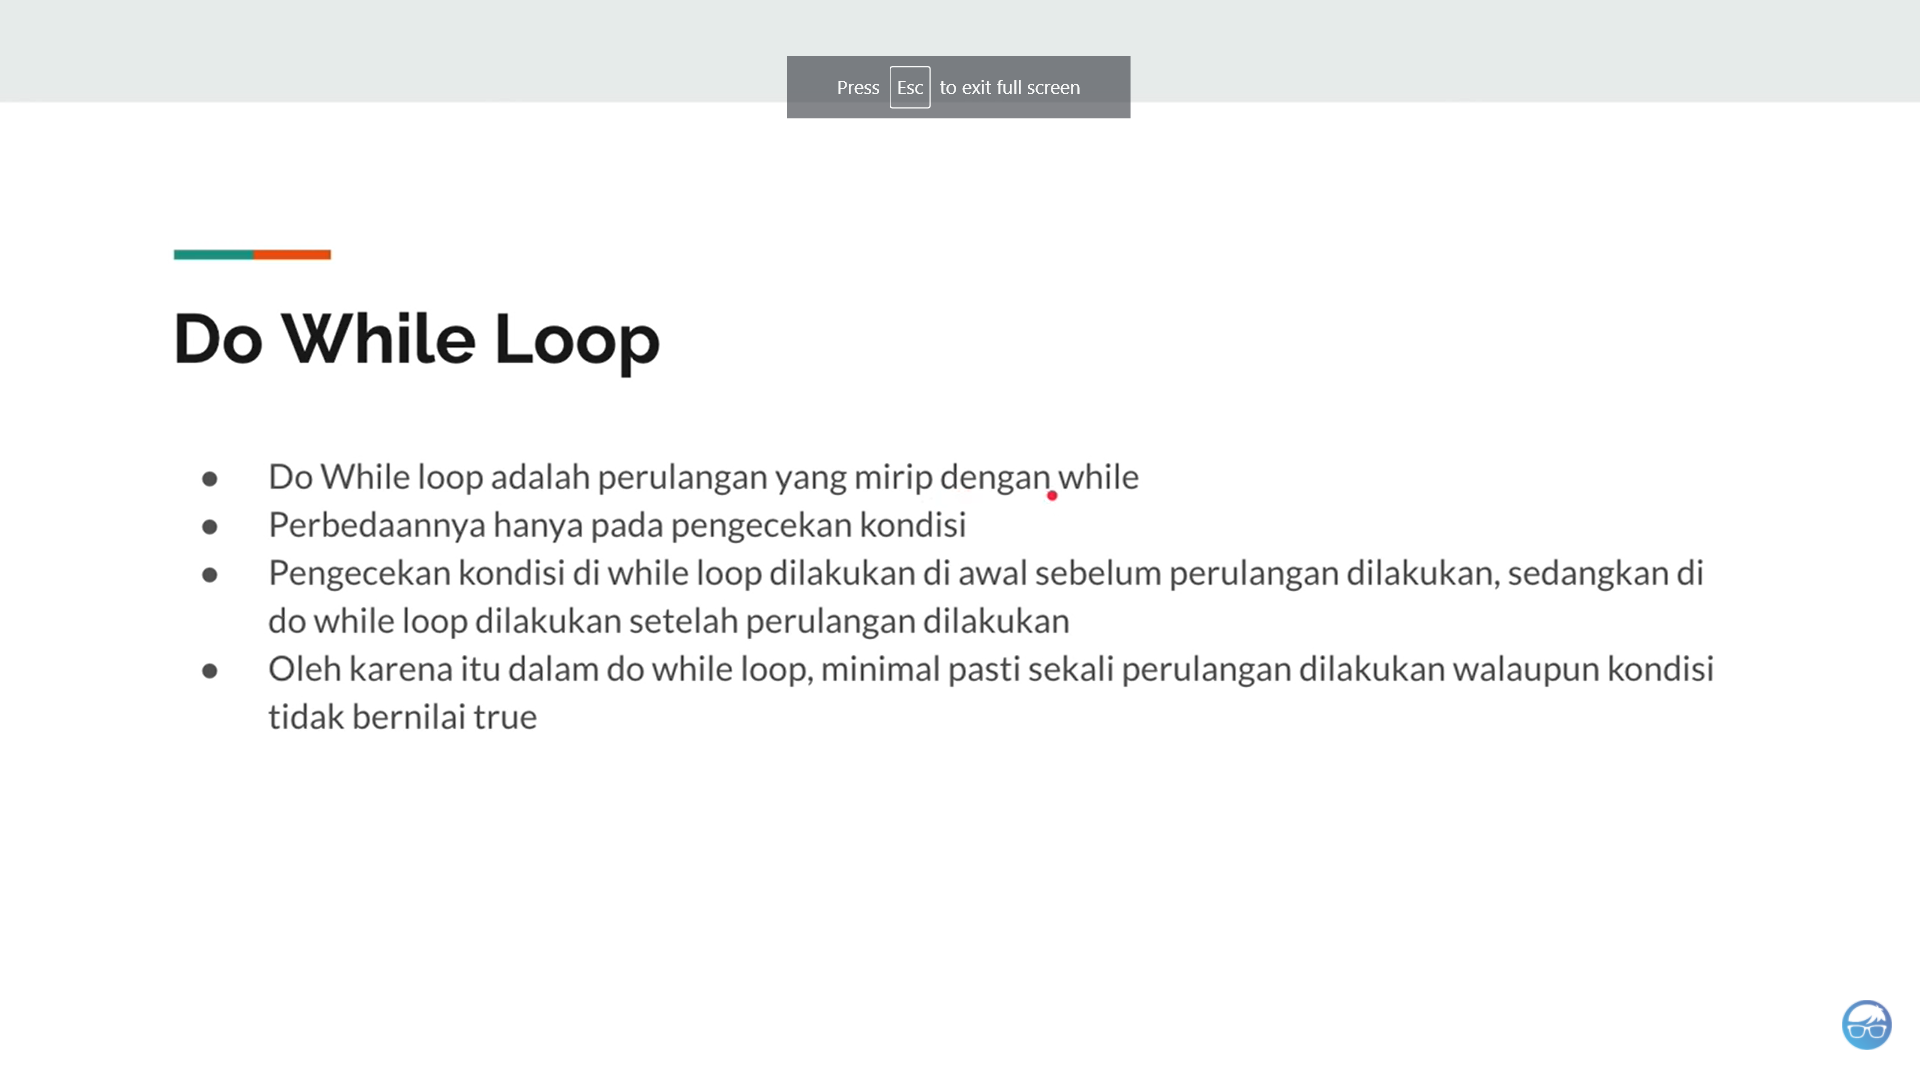 Press Esc to exit full screen
Do While Loop
● Do While loop adalah perulangan yang mirip dengan while
● Perbedaannya hanya pada pengecekan kondisi
● Pengecekan kondisi di while loop dilakukan di awal sebelum perulangan dilakukan, sedangkan di
do while loop dilakukan setelah perulangan dilakukan
● Oleh karena itu dalam do while loop, minimal pasti sekali perulangan dilakukan walaupun kondisi
tidak bernilai true